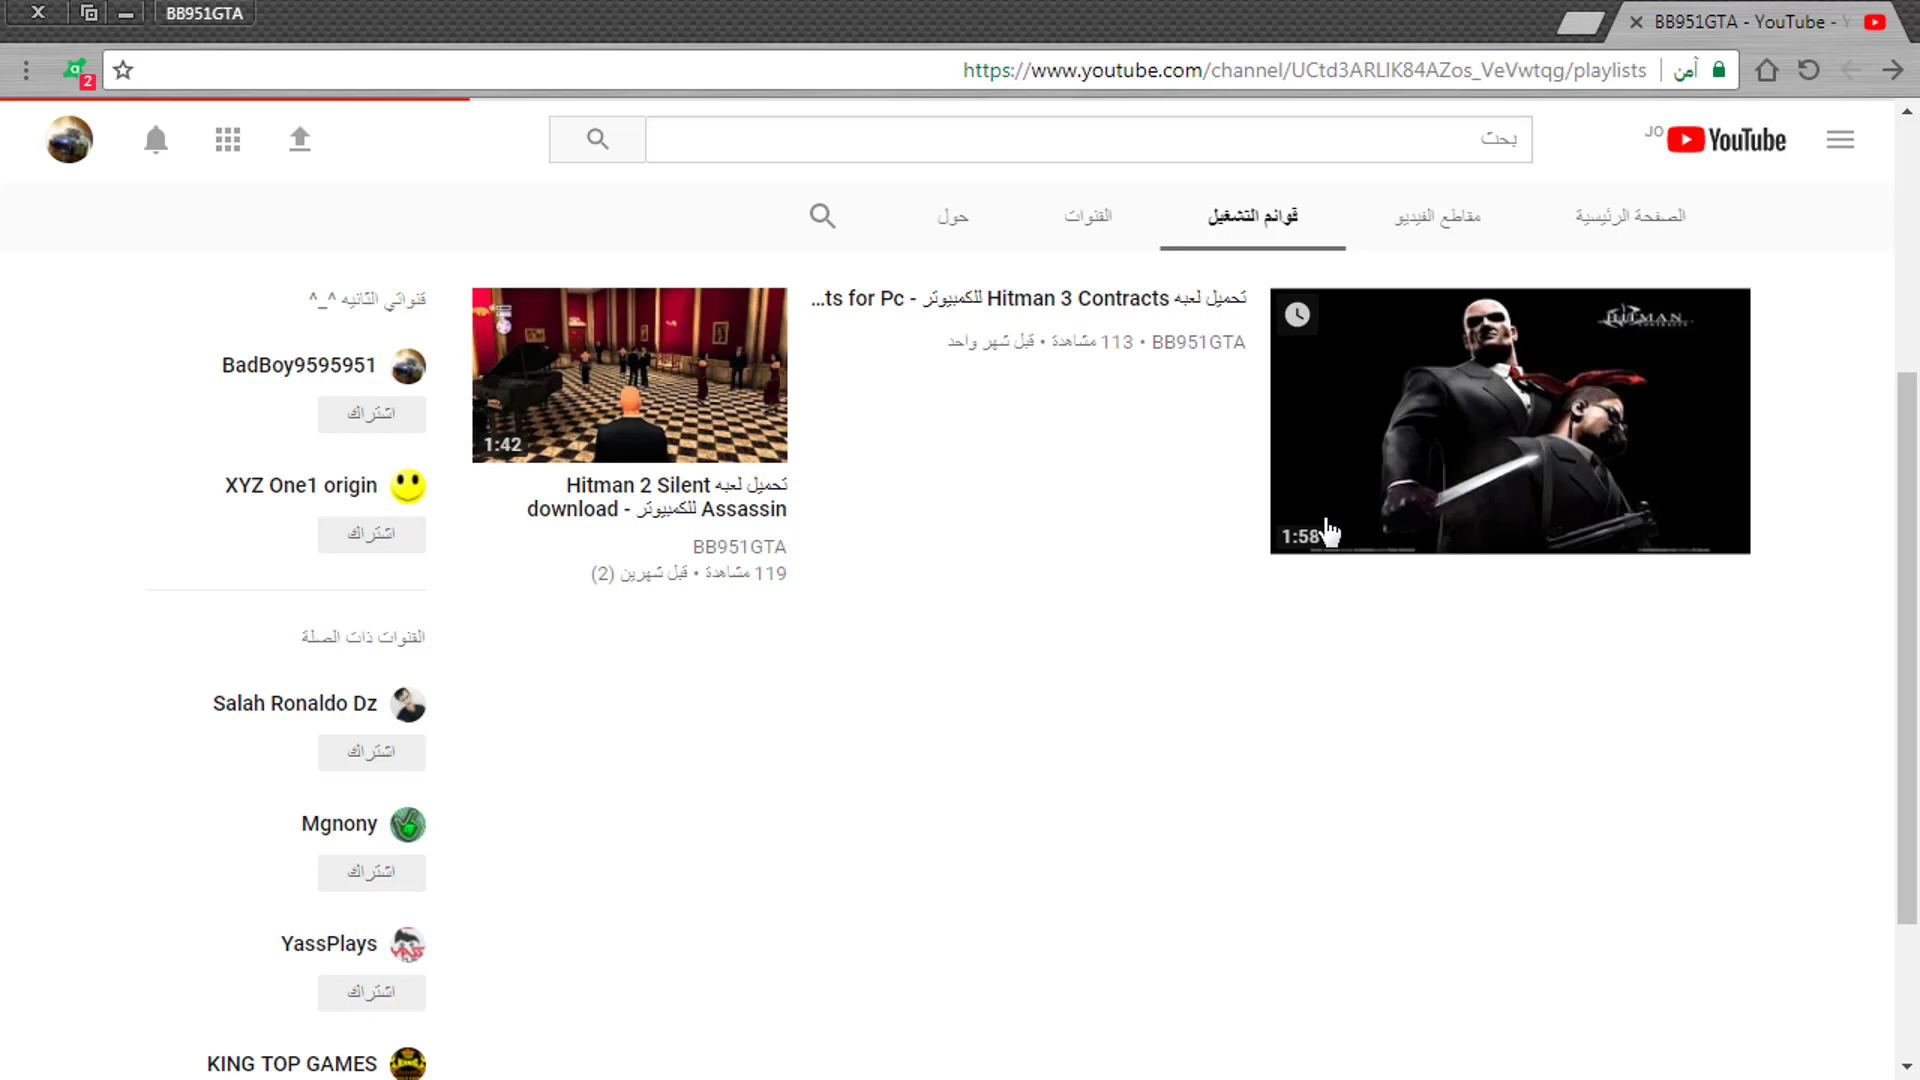 BB951GTA
BB951GTA - YouTube - Y
2
https://www.youtube.com/channel/UCtd3ARLIK84AZos_VeVwtqg/playlists
آمن
بحث
JO
YouTube
الصفحة الرئيسية
مقاطع الفيديو
قوائم التشغيل
القنوات
حول
HITMAN
CONTRACTS
1:58
تحميل لعبه Hitman 3 Contracts للكمبيوتر - ts for Pc...
BB951GTA • 113 مشاهدة • قبل شهر واحد
1:42
تحميل لعبه Hitman 2 Silent
Assassin للكمبيوتر - download
BB951GTA
119 مشاهدة • قبل شهرين (2)
قنواتي الثانيه ^_^
BadBoy9595951
اشتراك
XYZ One1 origin
اشتراك
القنوات ذات الصلة
Salah Ronaldo Dz
اشتراك
Mgnony
اشتراك
YassPlays
اشتراك
KING TOP GAMES